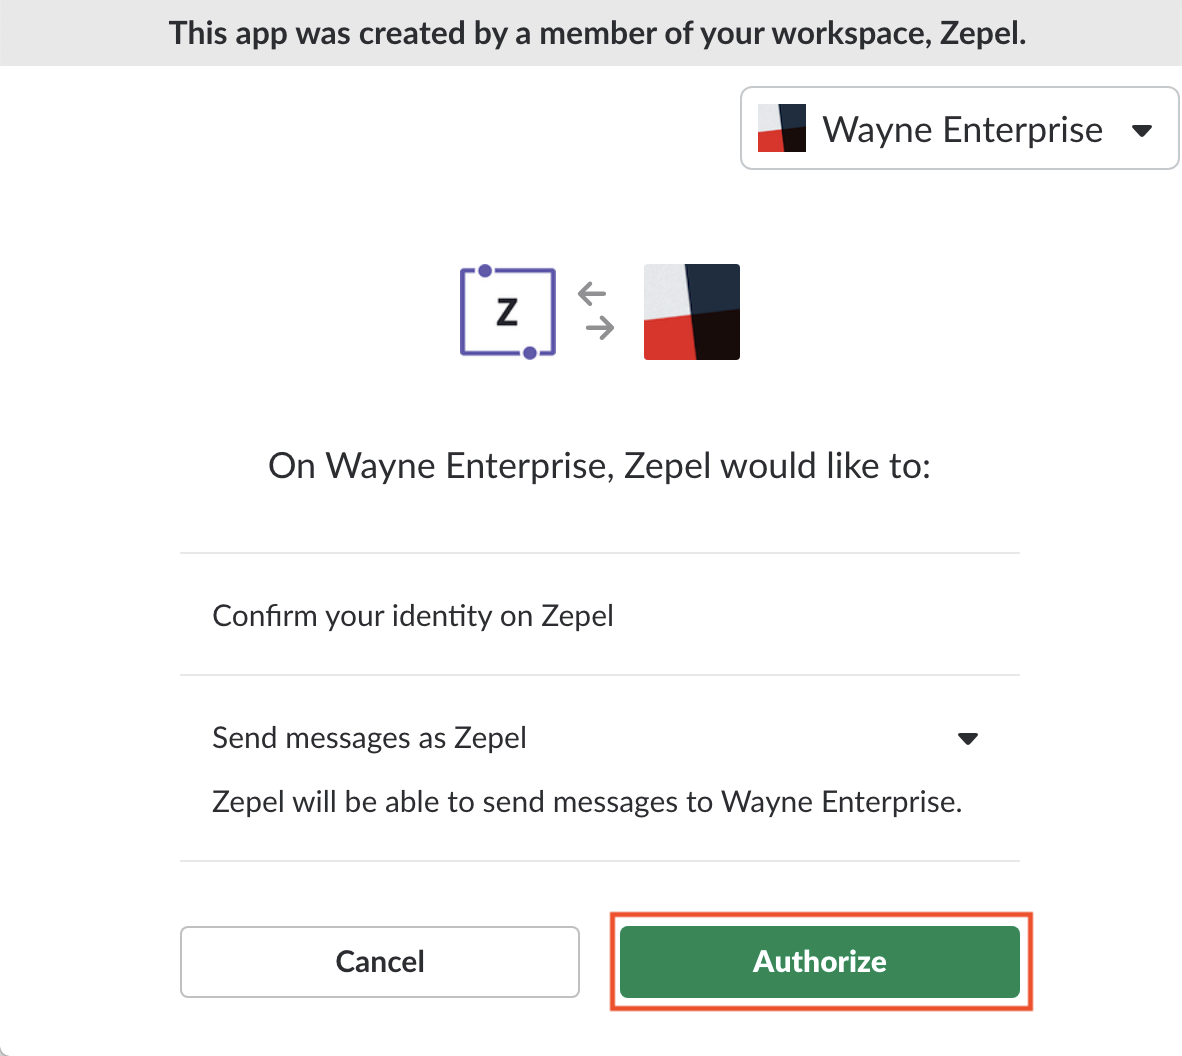 This app was created by a member of your workspace, Zepel.
Wayne Enterprise
Z
On Wayne Enterprise, Zepel would like to:
Confirm your identity on Zepel
Send messages as Zepel
Zepel will be able to send messages to Wayne Enterprise.
Cancel
Authorize